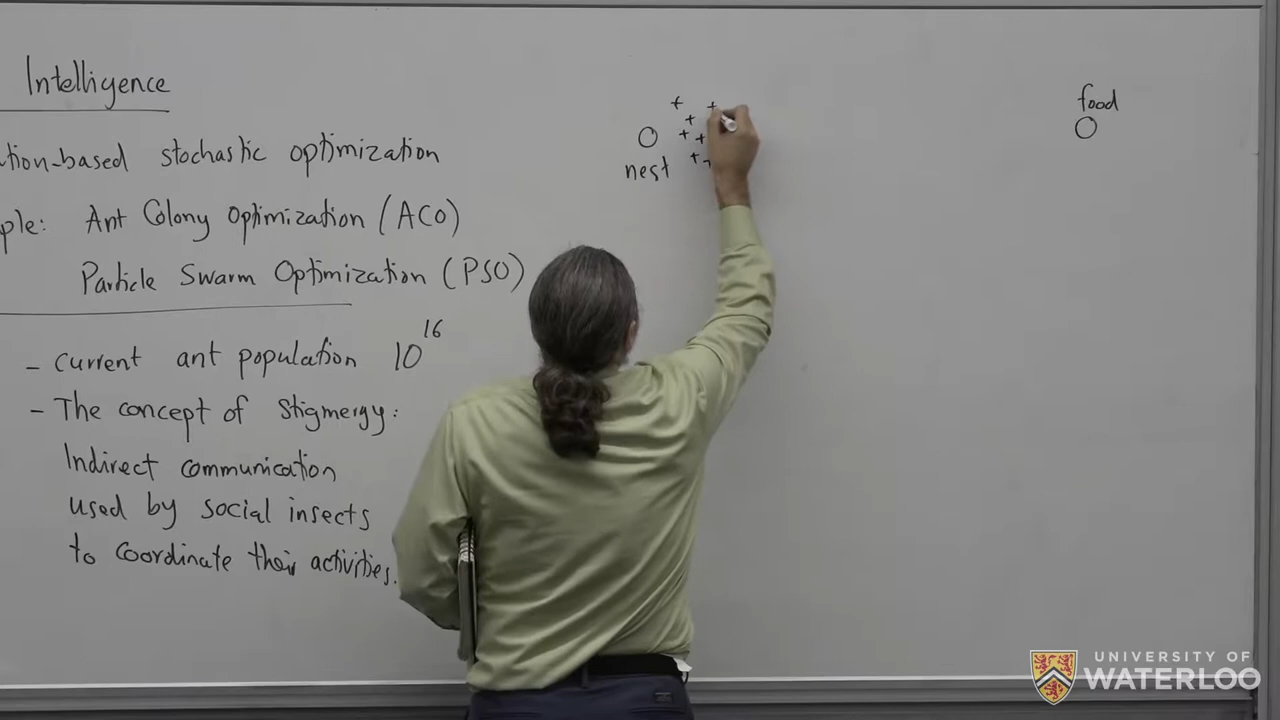 Intelligence
tion-based stochastic optimization
ple: Ant Colony Optimization (ACO)
Particle Swarm Optimization (PSO)
- Current ant population 10^16
- The concept of Stigmergy:
Indirect communication
used by social insects
to coordinate their activities.
nest
food
UNIVERSITY OF
WATERLOO